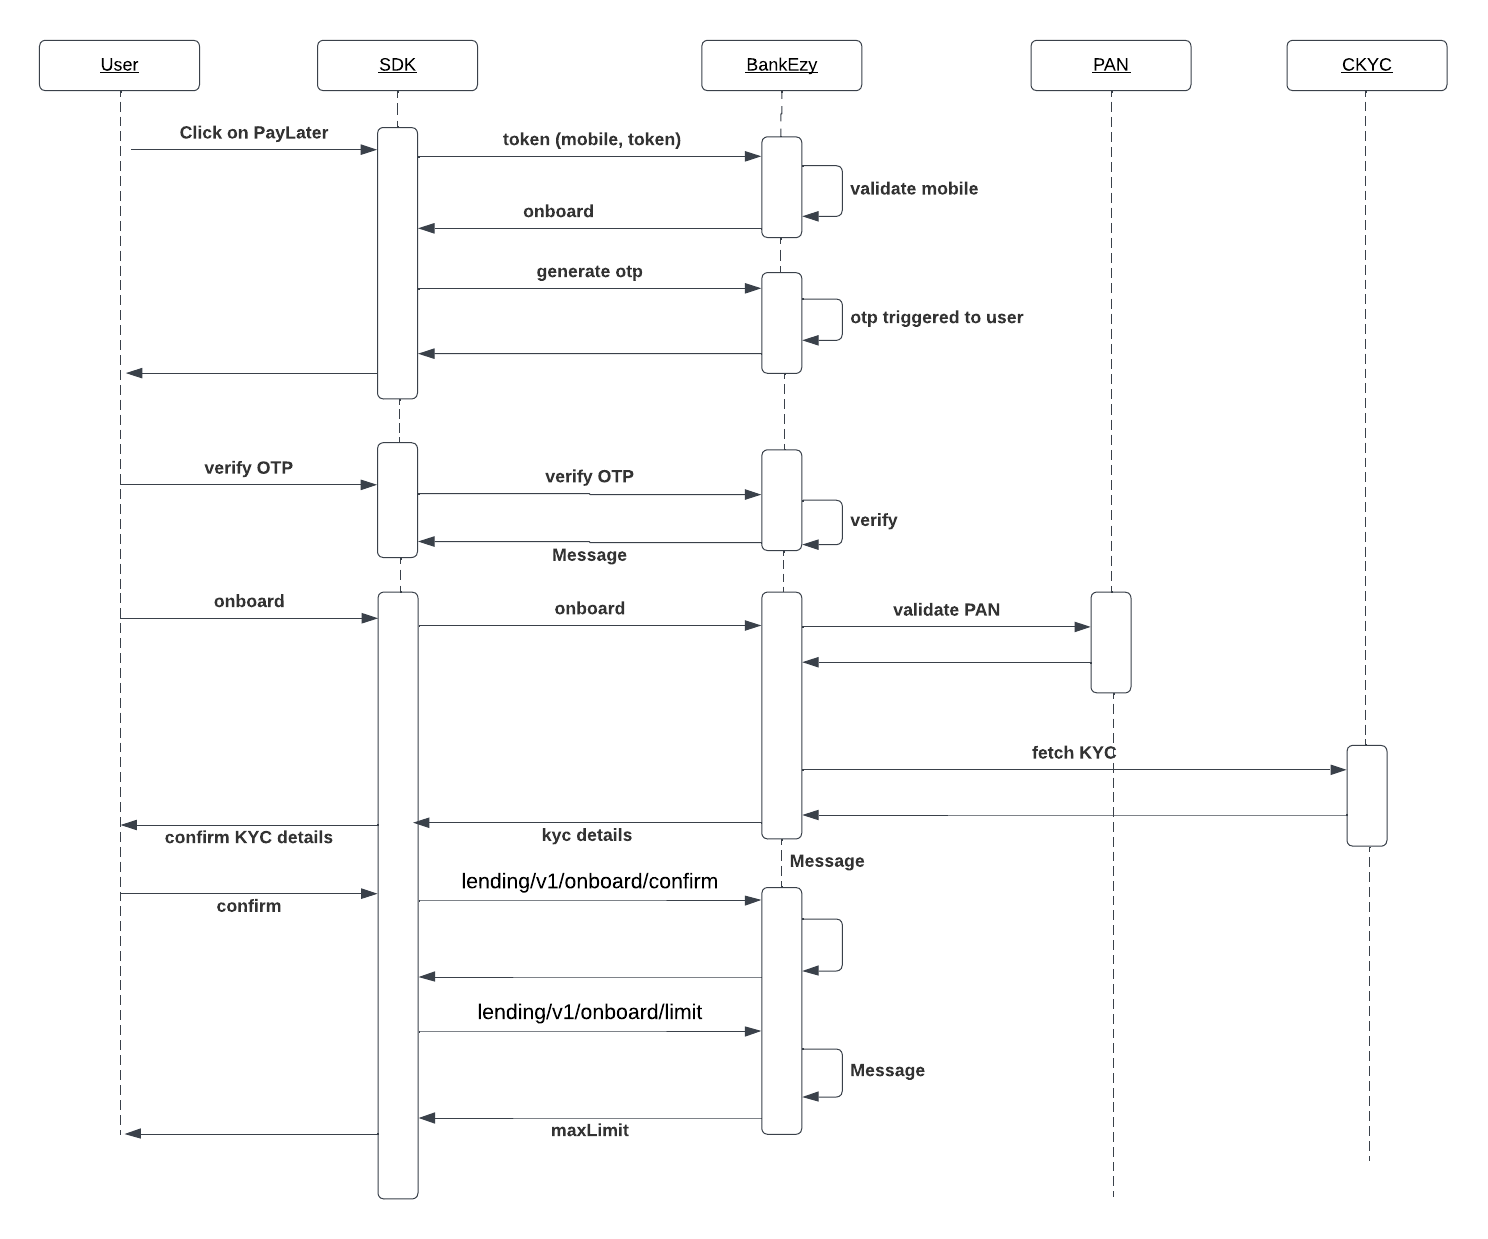 User
SDK
BankEzy
PAN
CKYC
Click on PayLater
token (mobile, token)
validate mobile
onboard
generate otp
otp triggered to user
verify OTP
verify OTP
verify
Message
onboard
onboard
validate PAN
fetch KYC
confirm KYC details
kyc details
Message
lending/v1/onboard/confirm
confirm
lending/v1/onboard/limit
Message
maxLimit